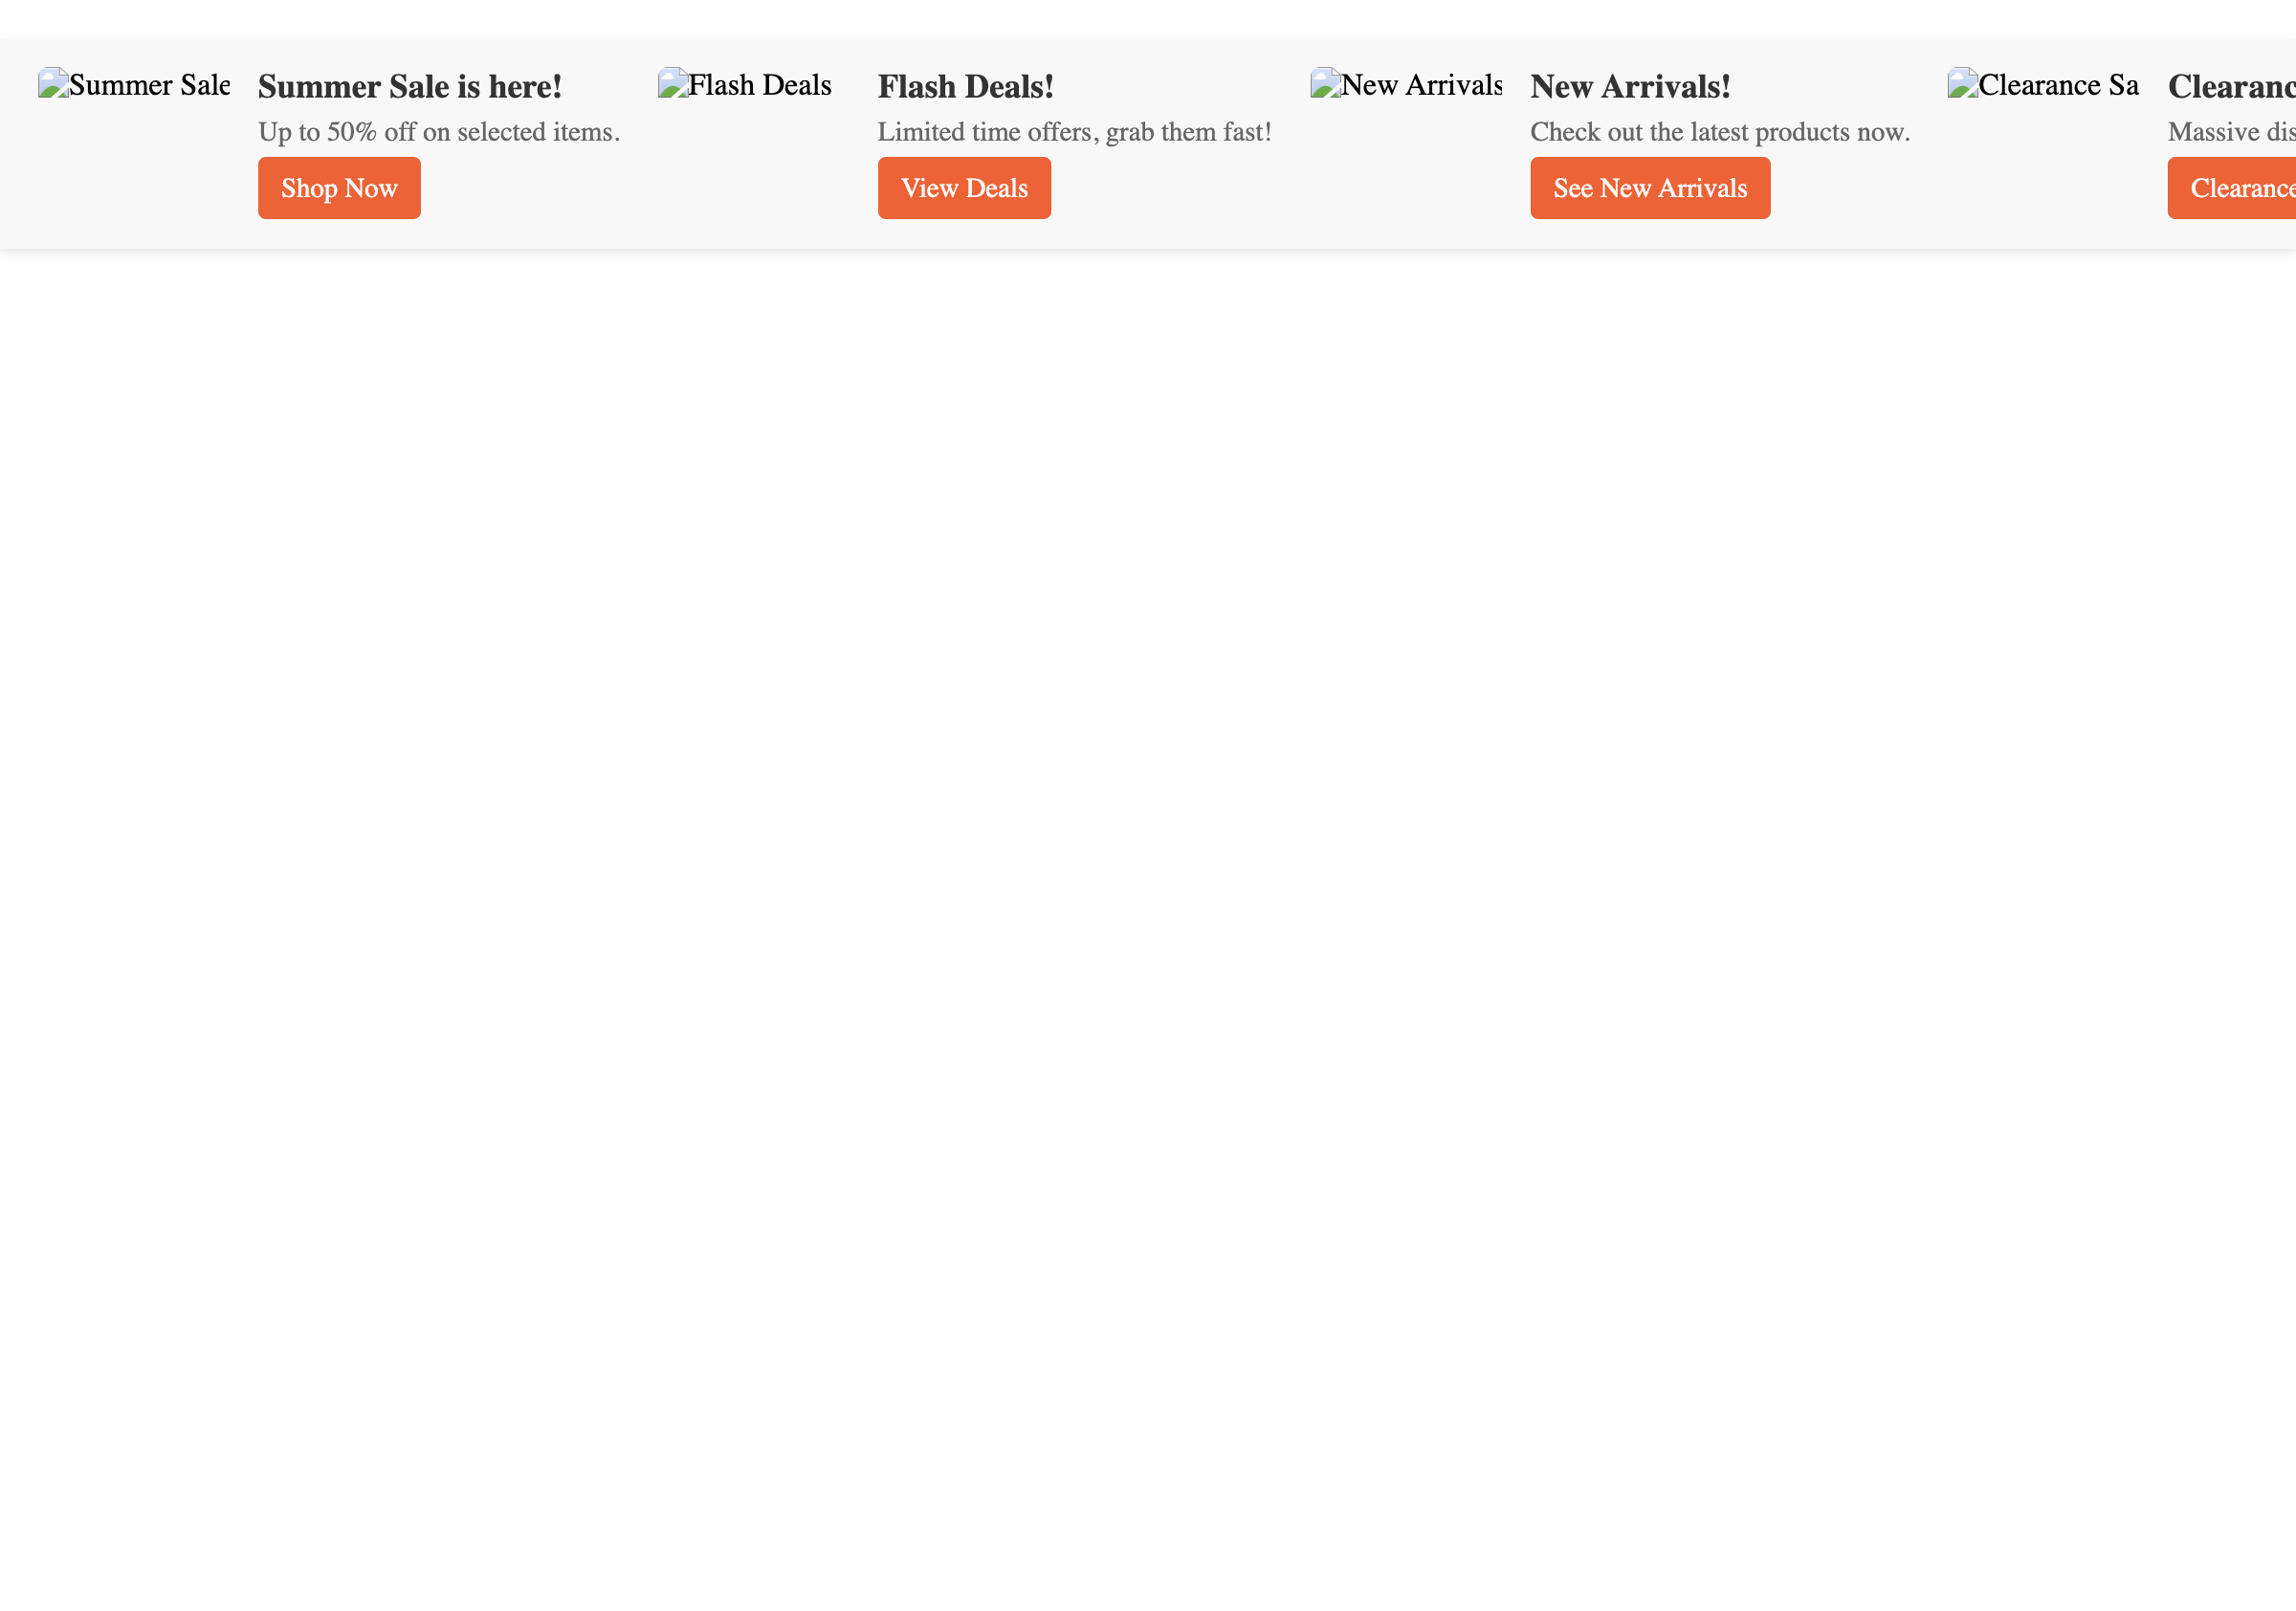 Summer Sale
Summer Sale is here!
Up to 50% off on selected items.
Shop Now
Flash Deals
Flash Deals!
Limited time offers, grab them fast!
View Deals
New Arrivals
New Arrivals!
Check out the latest products now.
See New Arrivals
Clearance Sa
Clearanc
Massive dis
Clearance